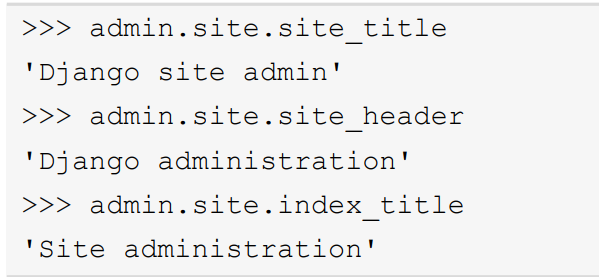 >>> admin.site.site_title
'Django site admin'
>>> admin.site.site_header
'Django administration'
>>> admin.site.index_title
'Site administration'